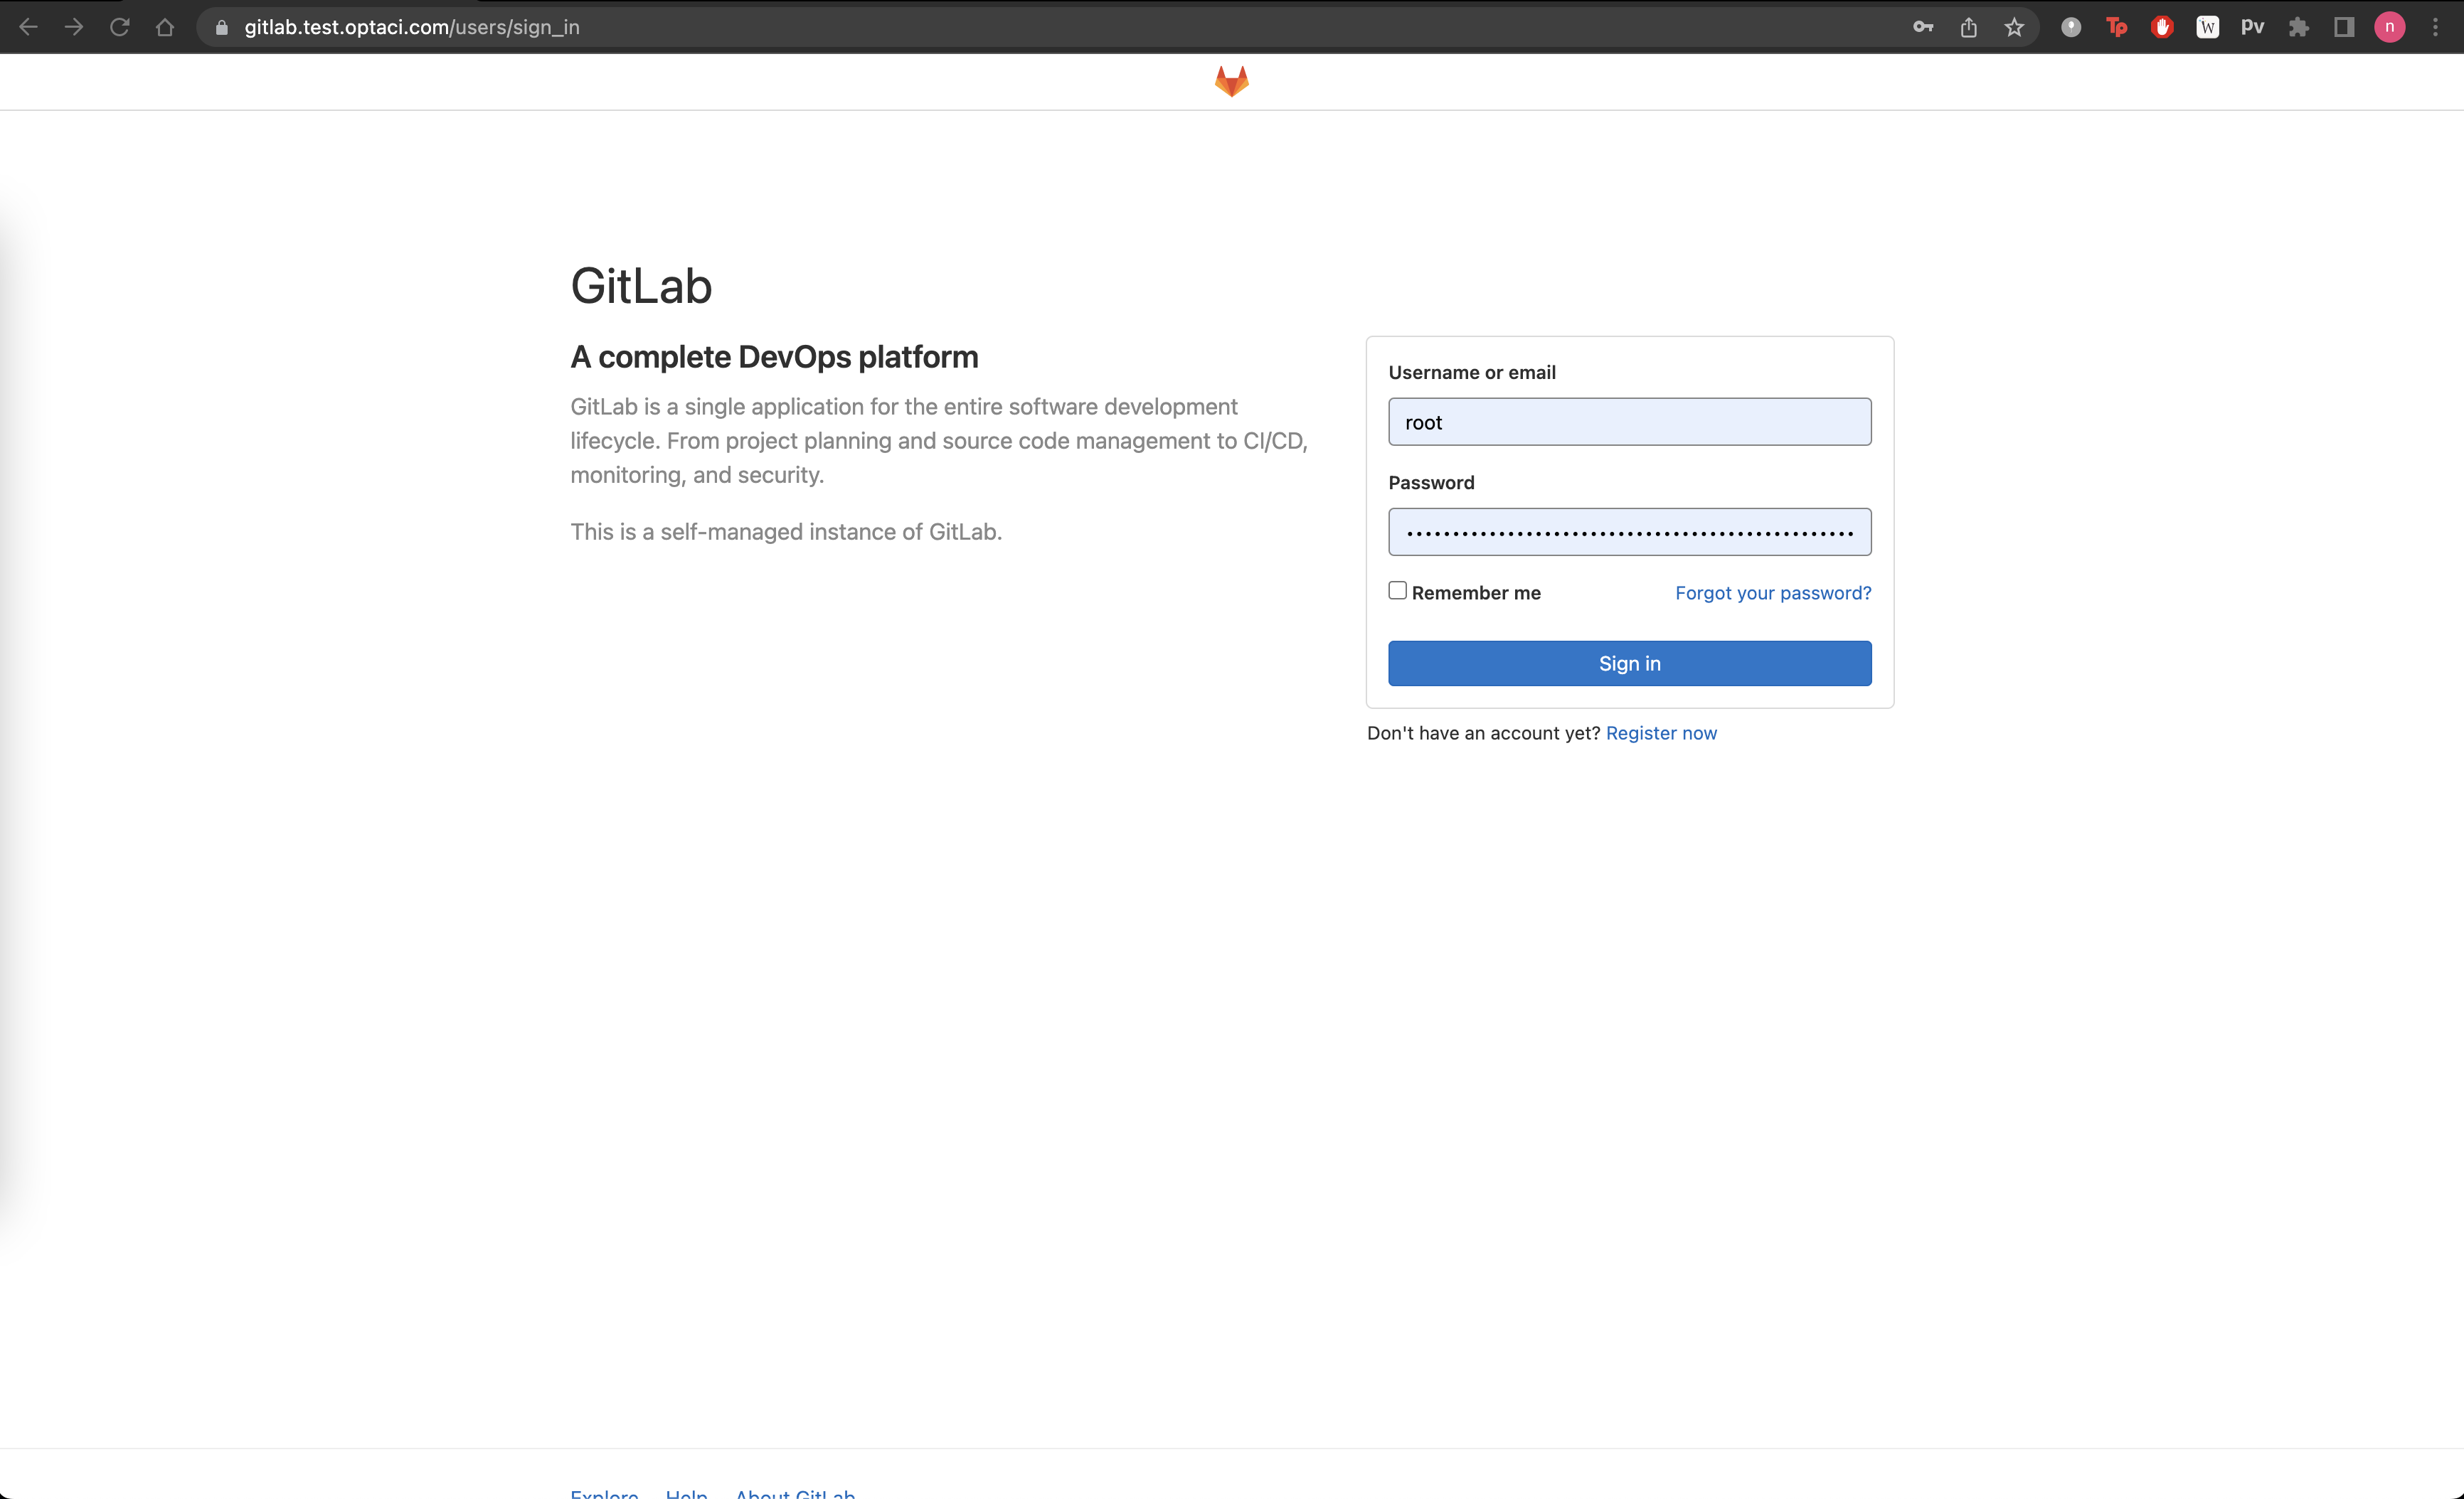 gitlab.test.optaci.com/users/sign_in
Tp
W
pv
n
GitLab
A complete DevOps platform
GitLab is a single application for the entire software development
lifecycle. From project planning and source code management to CI/CD,
monitoring, and security.
This is a self-managed instance of GitLab.
Username or email
root
Password
Remember me
Forgot your password?
Sign in
Don't have an account yet? Register now
Explore Help About GitLab